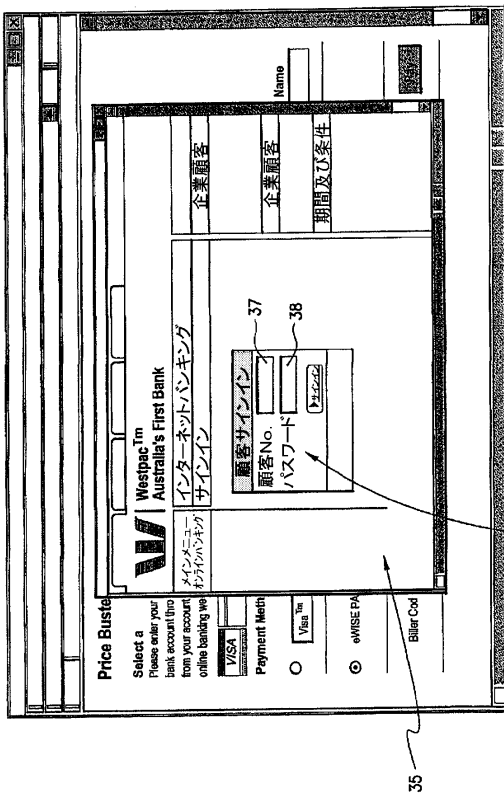 Price Buste
Select a
Please enter your
bank account thro
from your account
online banking we
VISA
Payment Meth
Visa™
eWISE PA
Biller Cod
Name
Westpac™
Australia's First Bank
メインメニュー
オンラインバンキング
インターネットバンキング
サインイン
顧客サインイン
顧客No.
パスワード
▶サインイン
企業顧客
企業顧客
期間及び条件
37
38
35